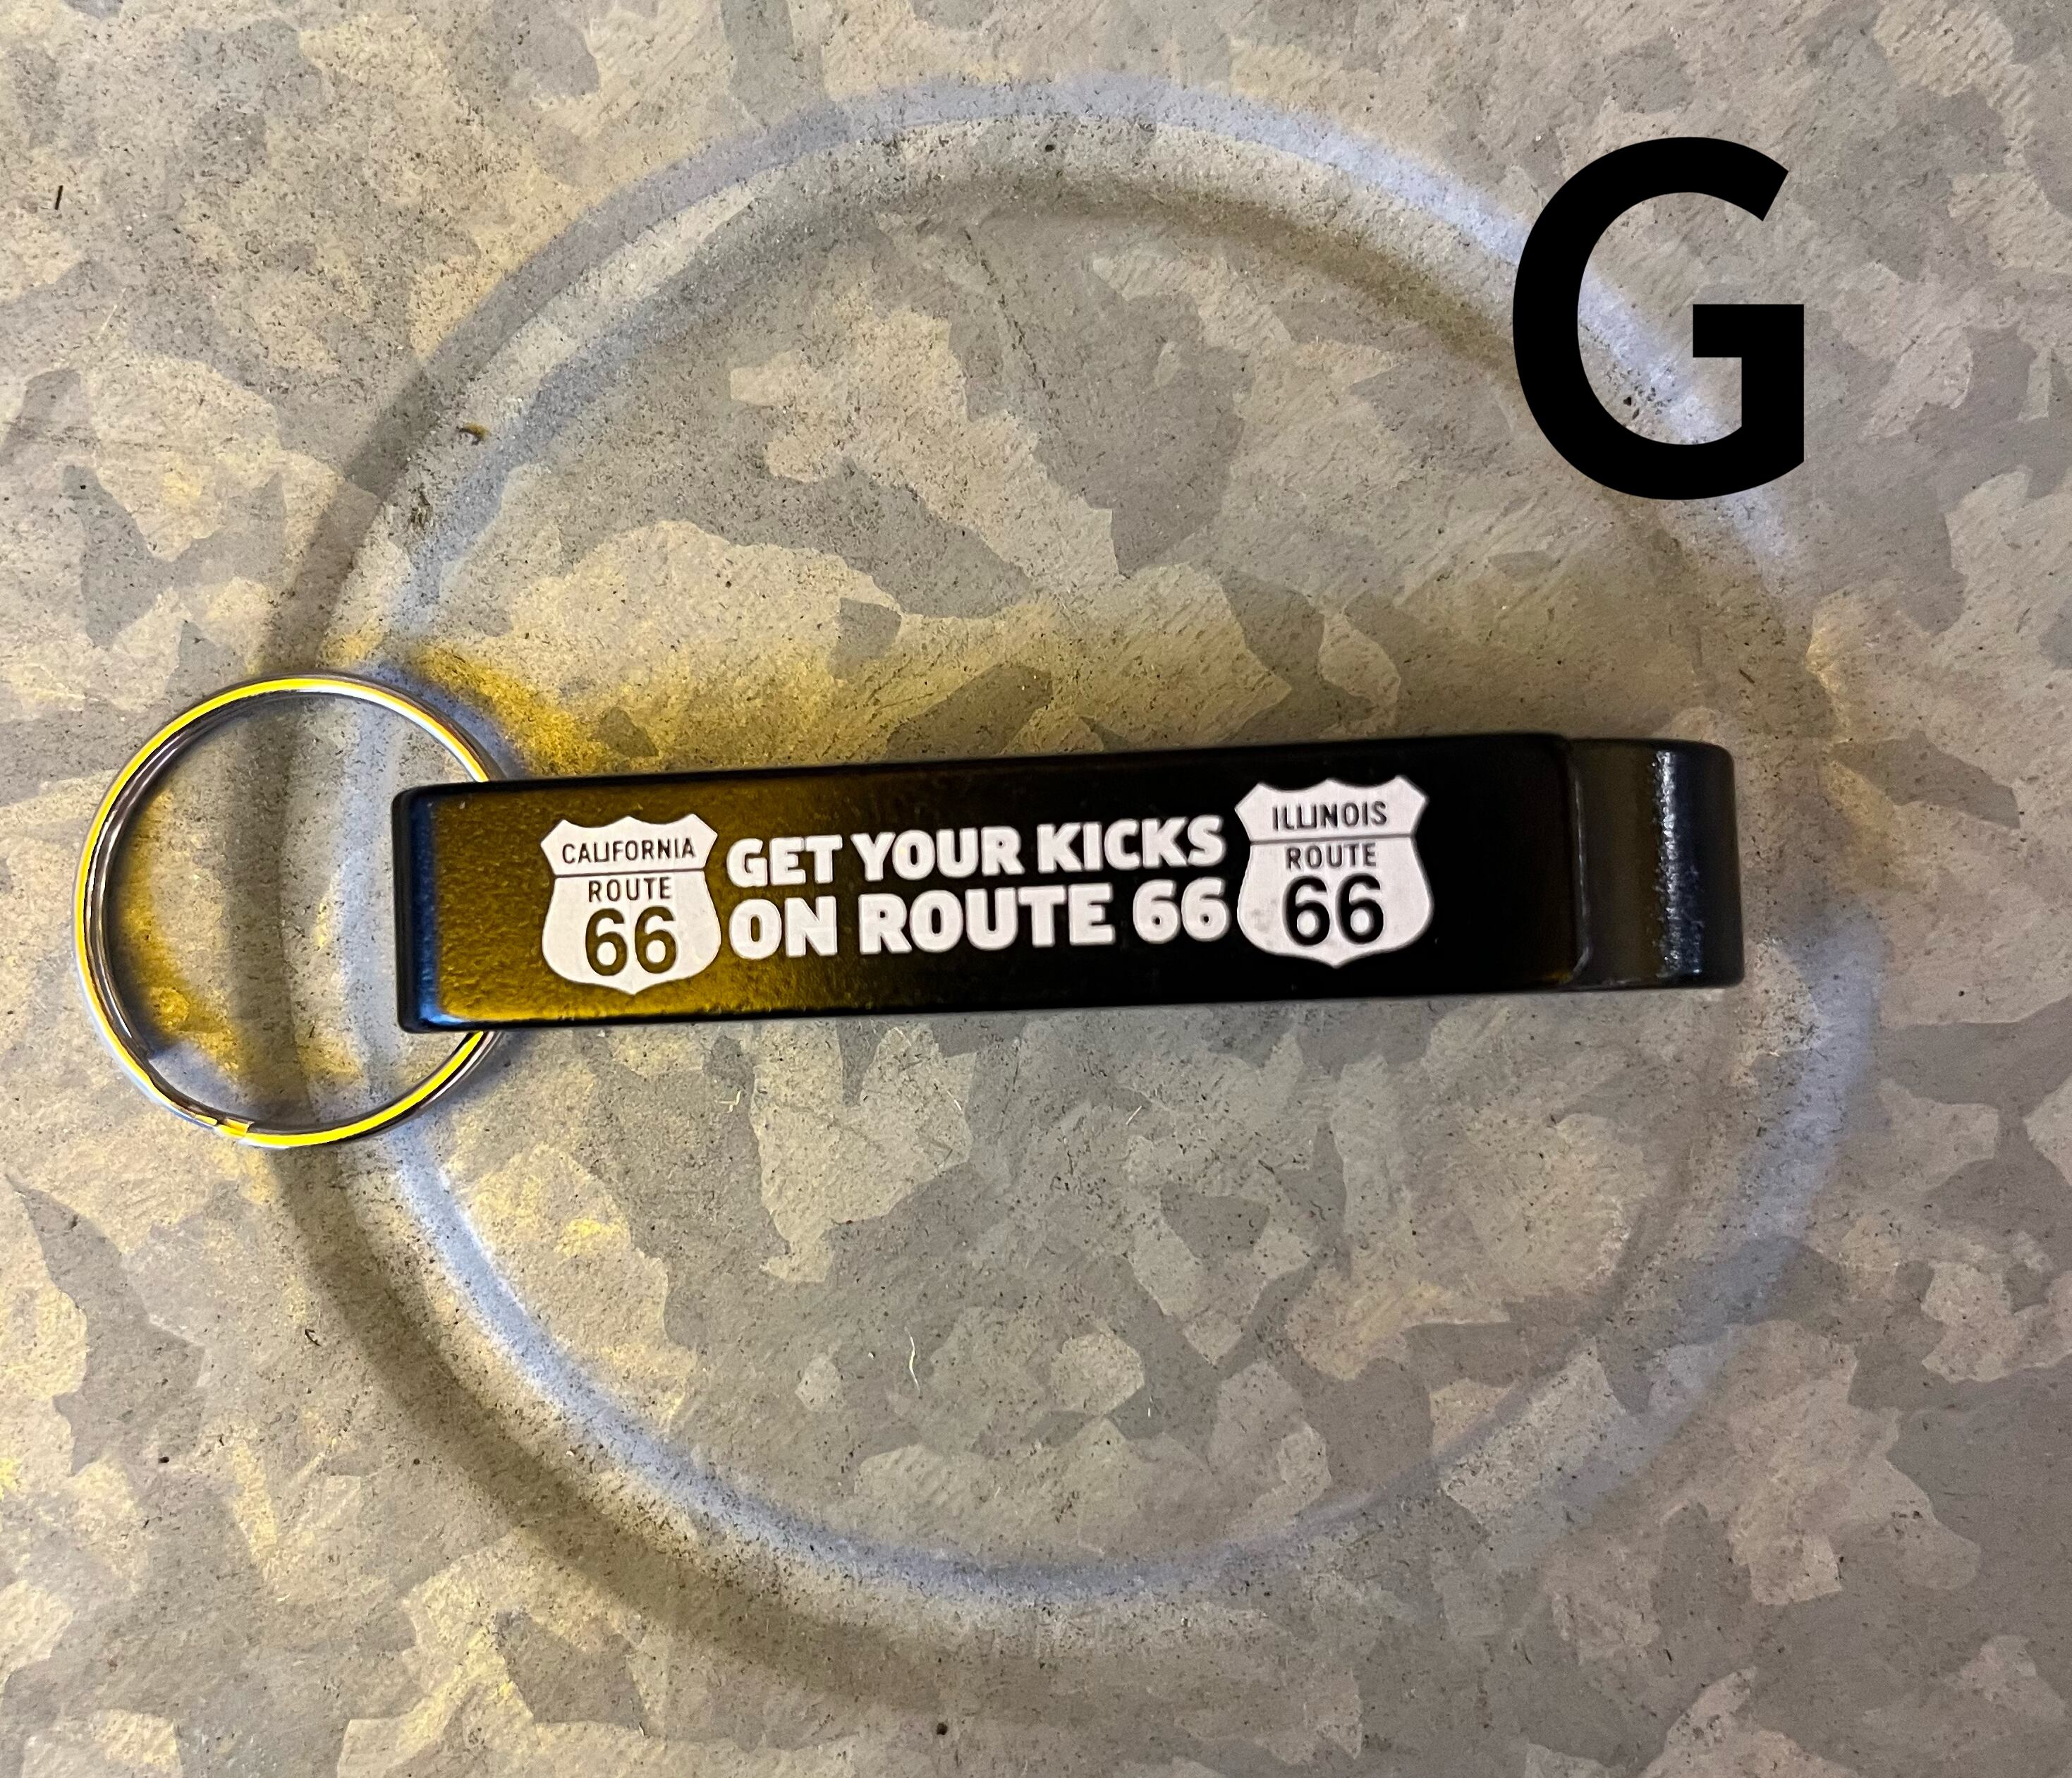 G
CALIFORNIA
ROUTE
66
GET YOUR KICKS
ON ROUTE 66
ILLINOIS
ROUTE
66